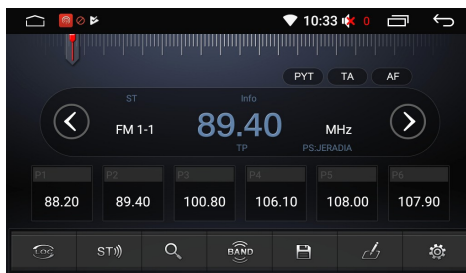 10:33 0
PYT TA AF
ST Info
FM 1-1 89.40 MHz
TP PS:JERADIA
P1 P2 P3 P4 P5 P6
88.20 89.40 100.80 106.10 108.00 107.90
LOC ST BAND